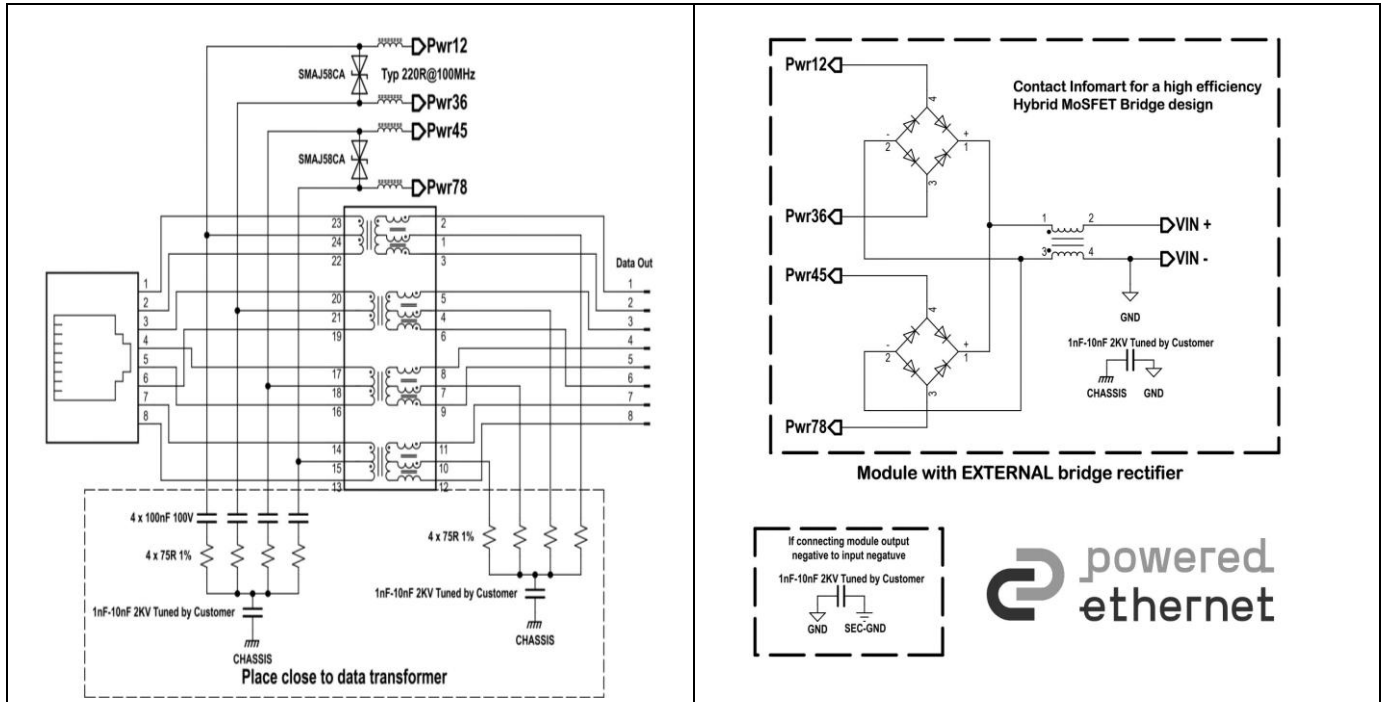 Pwr12
SMAJ58CA Typ 220R@100MHz
Pwr36
Pwr45
SMAJ58CA
Pwr78
23 2
24 1
22 3
Data Out
1 1
2 20 5 2
3 21 4 3
4 19 6 4
5 17 8 5
6 18 7 6
7 16 9 7
8 14 11 8
15 10
13 12
4 x 100nF 100V
4 x 75R 1%
4 x 75R 1%
1nF-10nF 2KV Tuned by Customer
1nF-10nF 2KV Tuned by Customer
CHASSIS
CHASSIS
Place close to data transformer
Pwr12
Contact Infomart for a high efficiency
Hybrid MoSFET Bridge design
4
- +
2 1
3
Pwr36
1 2
VIN +
3 4
VIN -
GND
Pwr45
4
- +
2 1
3
1nF-10nF 2KV Tuned by Customer
CHASSIS GND
Pwr78
Module with EXTERNAL bridge rectifier
If connecting module output
negative to input negatuve
1nF-10nF 2KV Tuned by Customer
GND SEC-GND
powered
ethernet